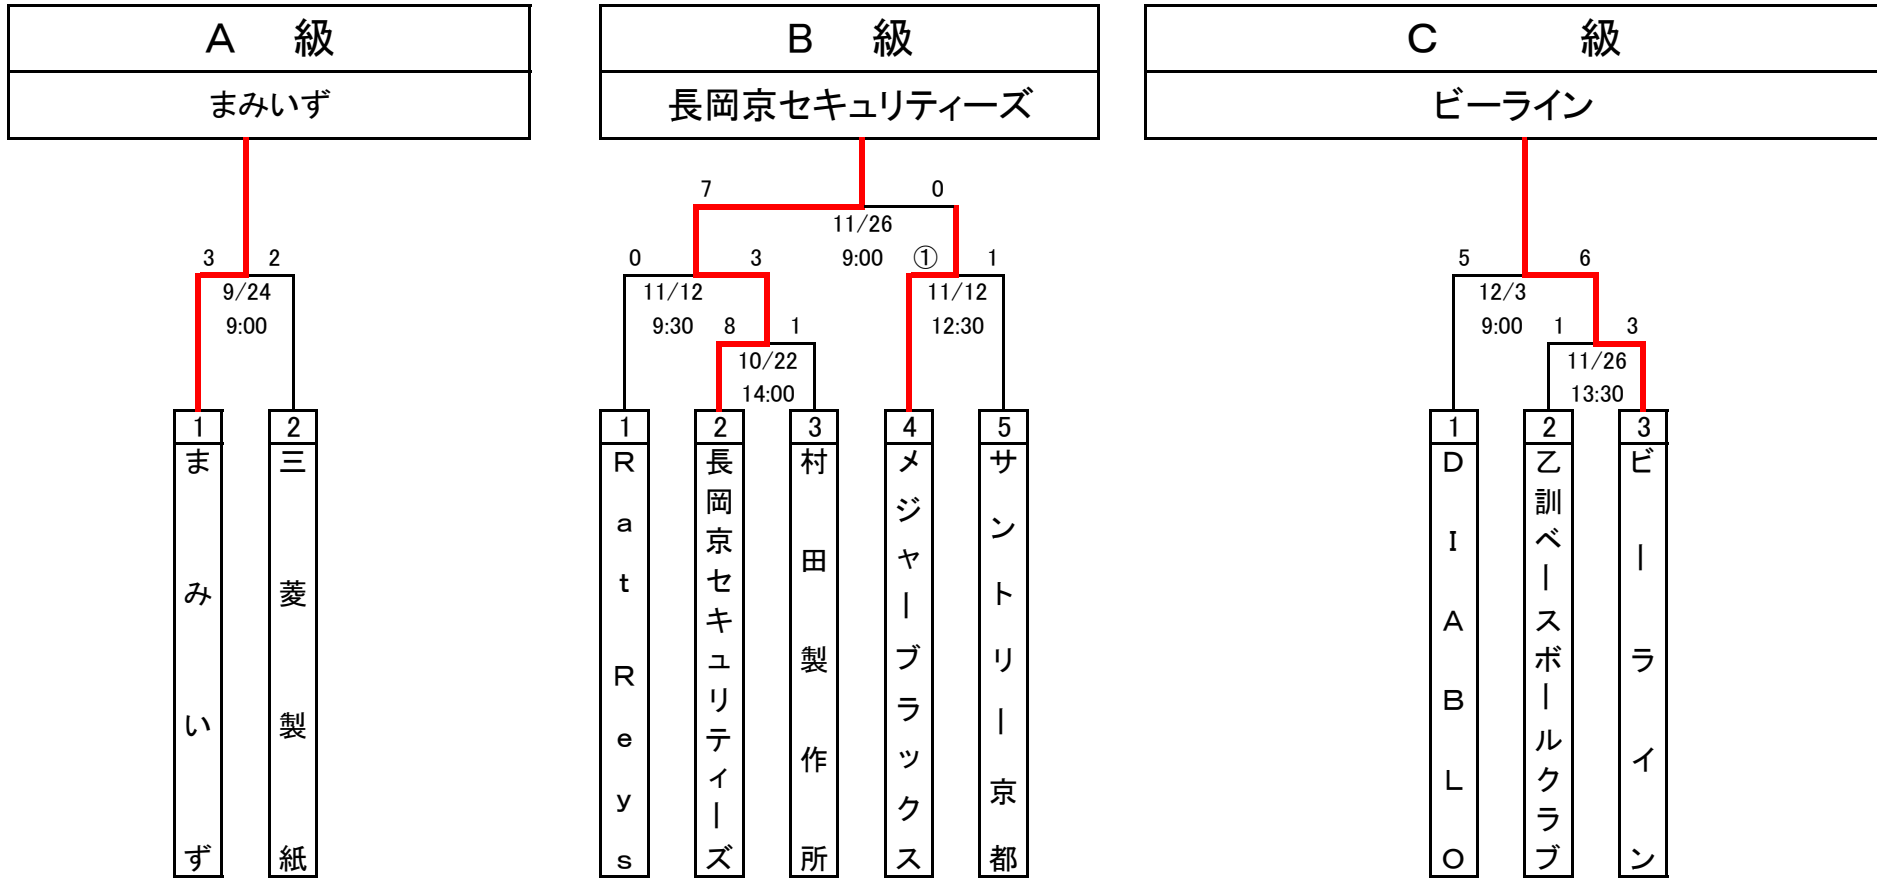 A 級
B 級
C 級
まみいず
長岡京セキュリティーズ
ビーライン
7 0
11/26
9:00
3 2
9/24
9:00
0 3
11/12
9:30
① 1
11/12
12:30
8 1
10/22
14:00
5 6
12/3
9:00
1 3
11/26
13:30
1
まみいず
2
三菱製紙
1
Rat Reys
2
長岡京セキュリティーズ
3
村田製作所
4
メジャーブラックス
5
サントリー京都
1
DIABLO
2
乙訓ベースボールクラブ
3
ビーライン